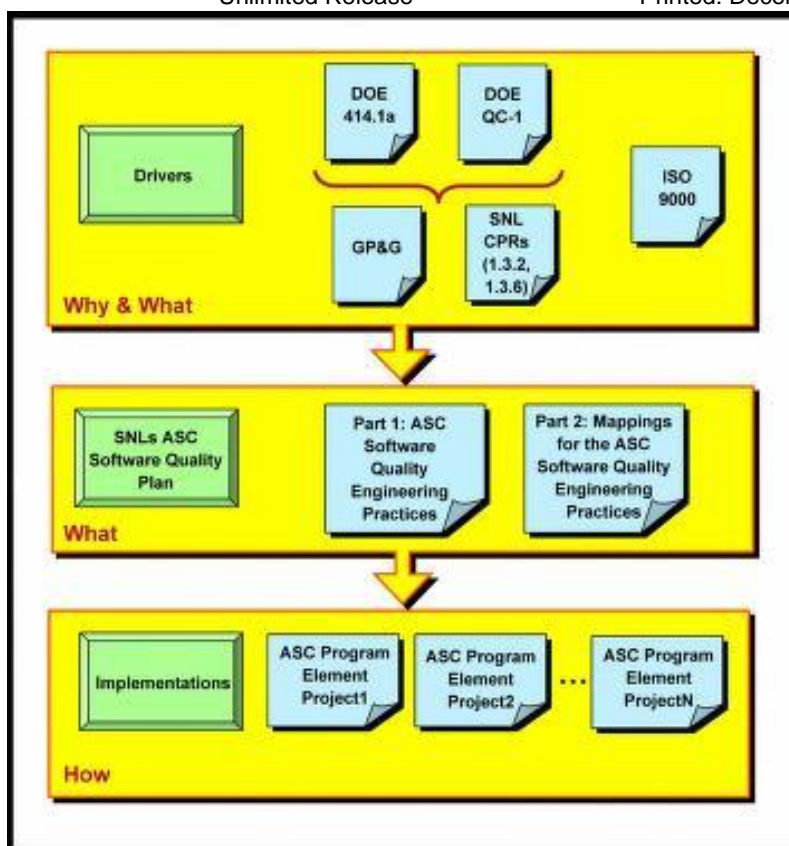 Unlimited Release
Printed: Decem
DOE
414.1a
DOE
QC-1
Drivers
ISO
9000
GP&G
SNL
CPRs
(1.3.2,
1.3.6)
Why & What
SNLs ASC
Software Quality
Plan
Part 1: ASC
Software
Quality
Engineering
Practices
Part 2: Mappings
for the ASC
Software Quality
Engineering
Practices
What
Implementations
ASC Program
Element
Project1
ASC Program
Element
Project2
...
ASC Program
Element
ProjectN
How